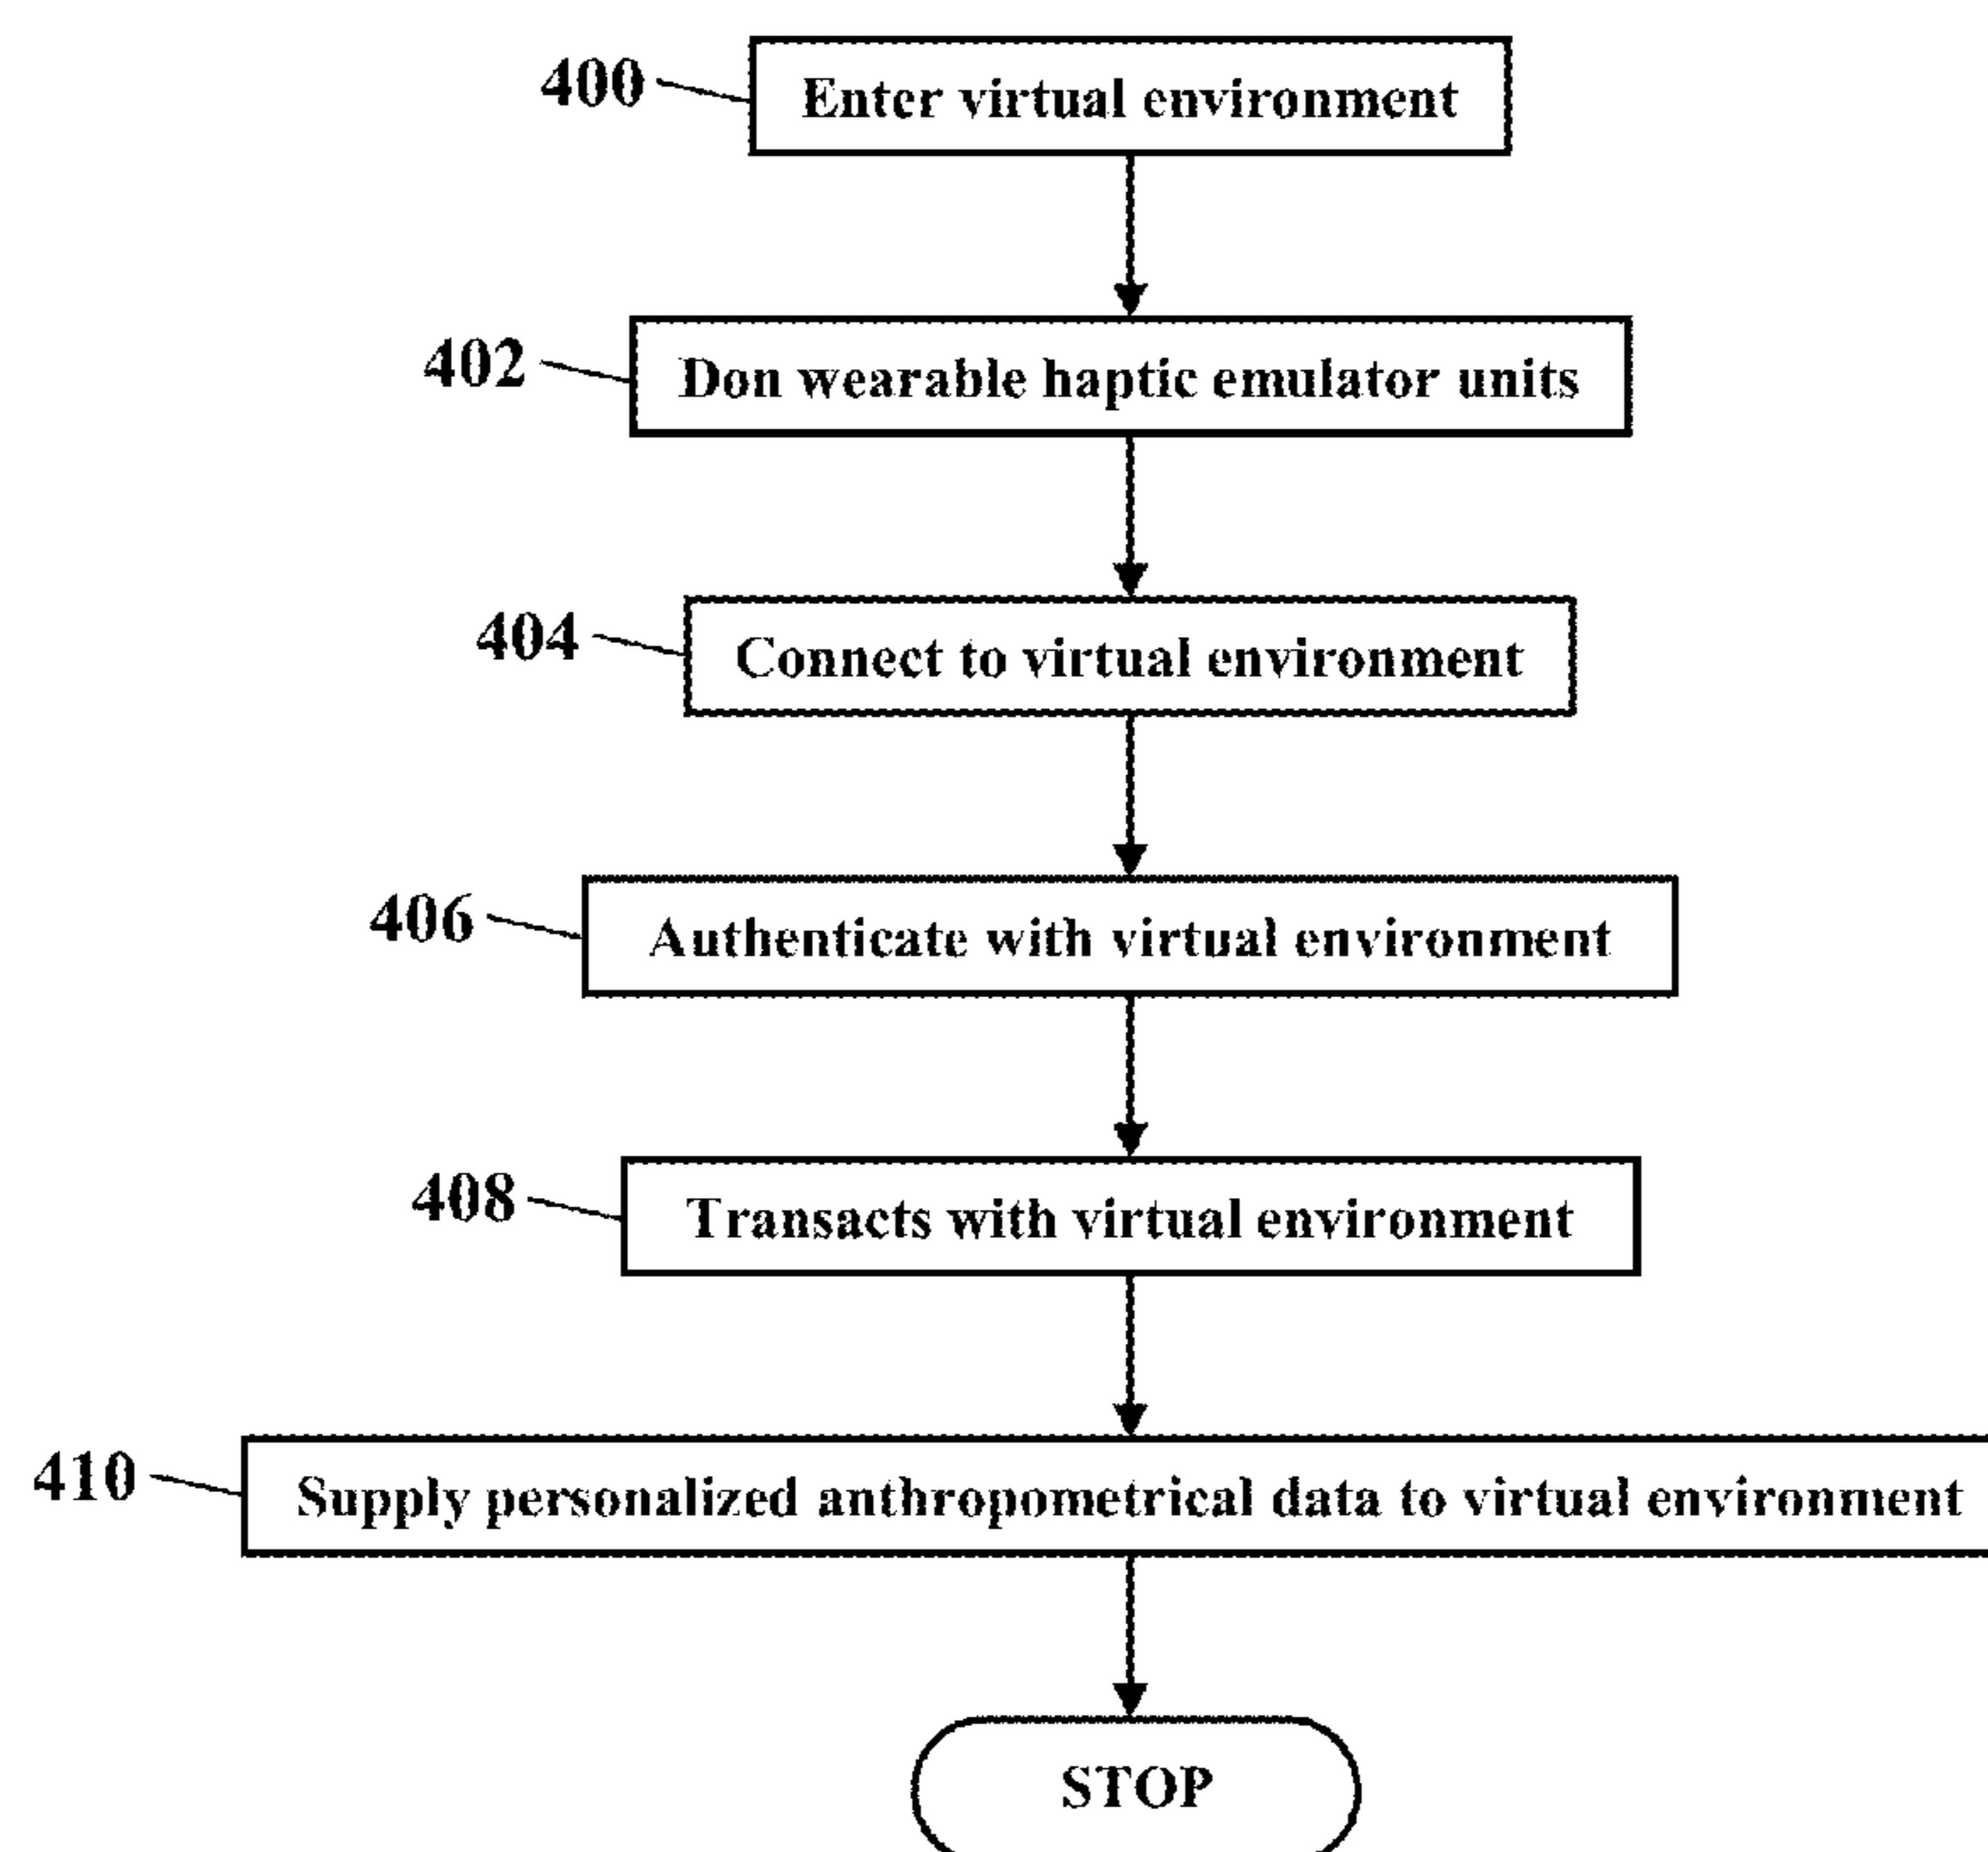 400 Enter virtual environment
402 Don wearable haptic emulator units
404 Connect to virtual environment
406 Authenticate with virtual environment
408 Transacts with virtual environment
410 Supply personalized anthropometrical data to virtual environment
STOP